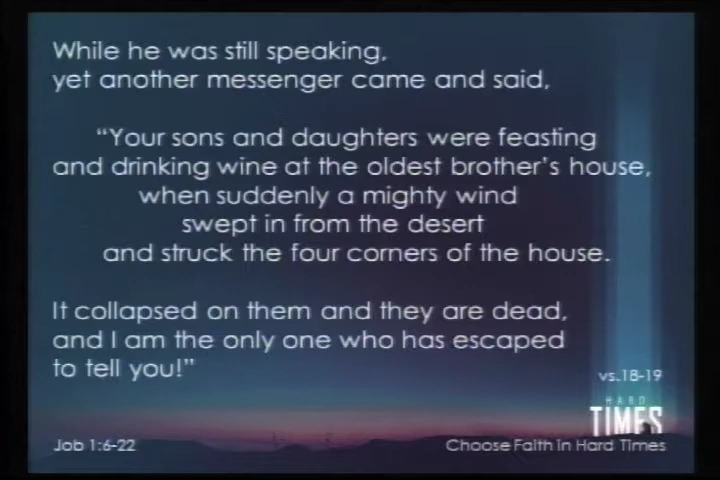 While he was still speaking,
yet another messenger came and said,
“Your sons and daughters were feasting
and drinking wine at the oldest brother’s house,
when suddenly a mighty wind
swept in from the desert
and struck the four corners of the house.
It collapsed on them and they are dead,
and I am the only one who has escaped
to tell you!”
vs.18-19
HARD
TIMES
Job 1:6-22
Choose Faith in Hard Times